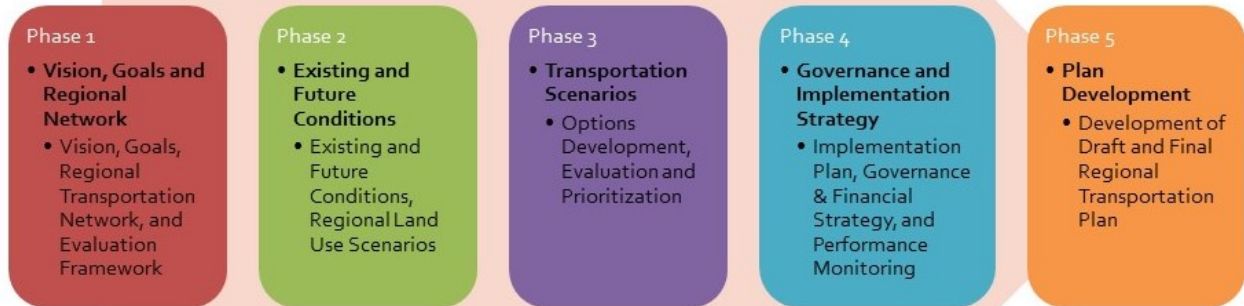 Phase 1
• Vision, Goals and
Regional
Network
• Vision, Goals,
Regional
Transportation
Network, and
Evaluation
Framework
Phase 2
• Existing and
Future
Conditions
• Existing and
Future
Conditions,
Regional Land
Use Scenarios
Phase 3
• Transportation
Scenarios
• Options
Development,
Evaluation and
Prioritization
Phase 4
• Governance and
Implementation
Strategy
• Implementation
Plan, Governance
& Financial
Strategy, and
Performance
Monitoring
Phase 5
• Plan
Development
• Development of
Draft and Final
Regional
Transportation
Plan